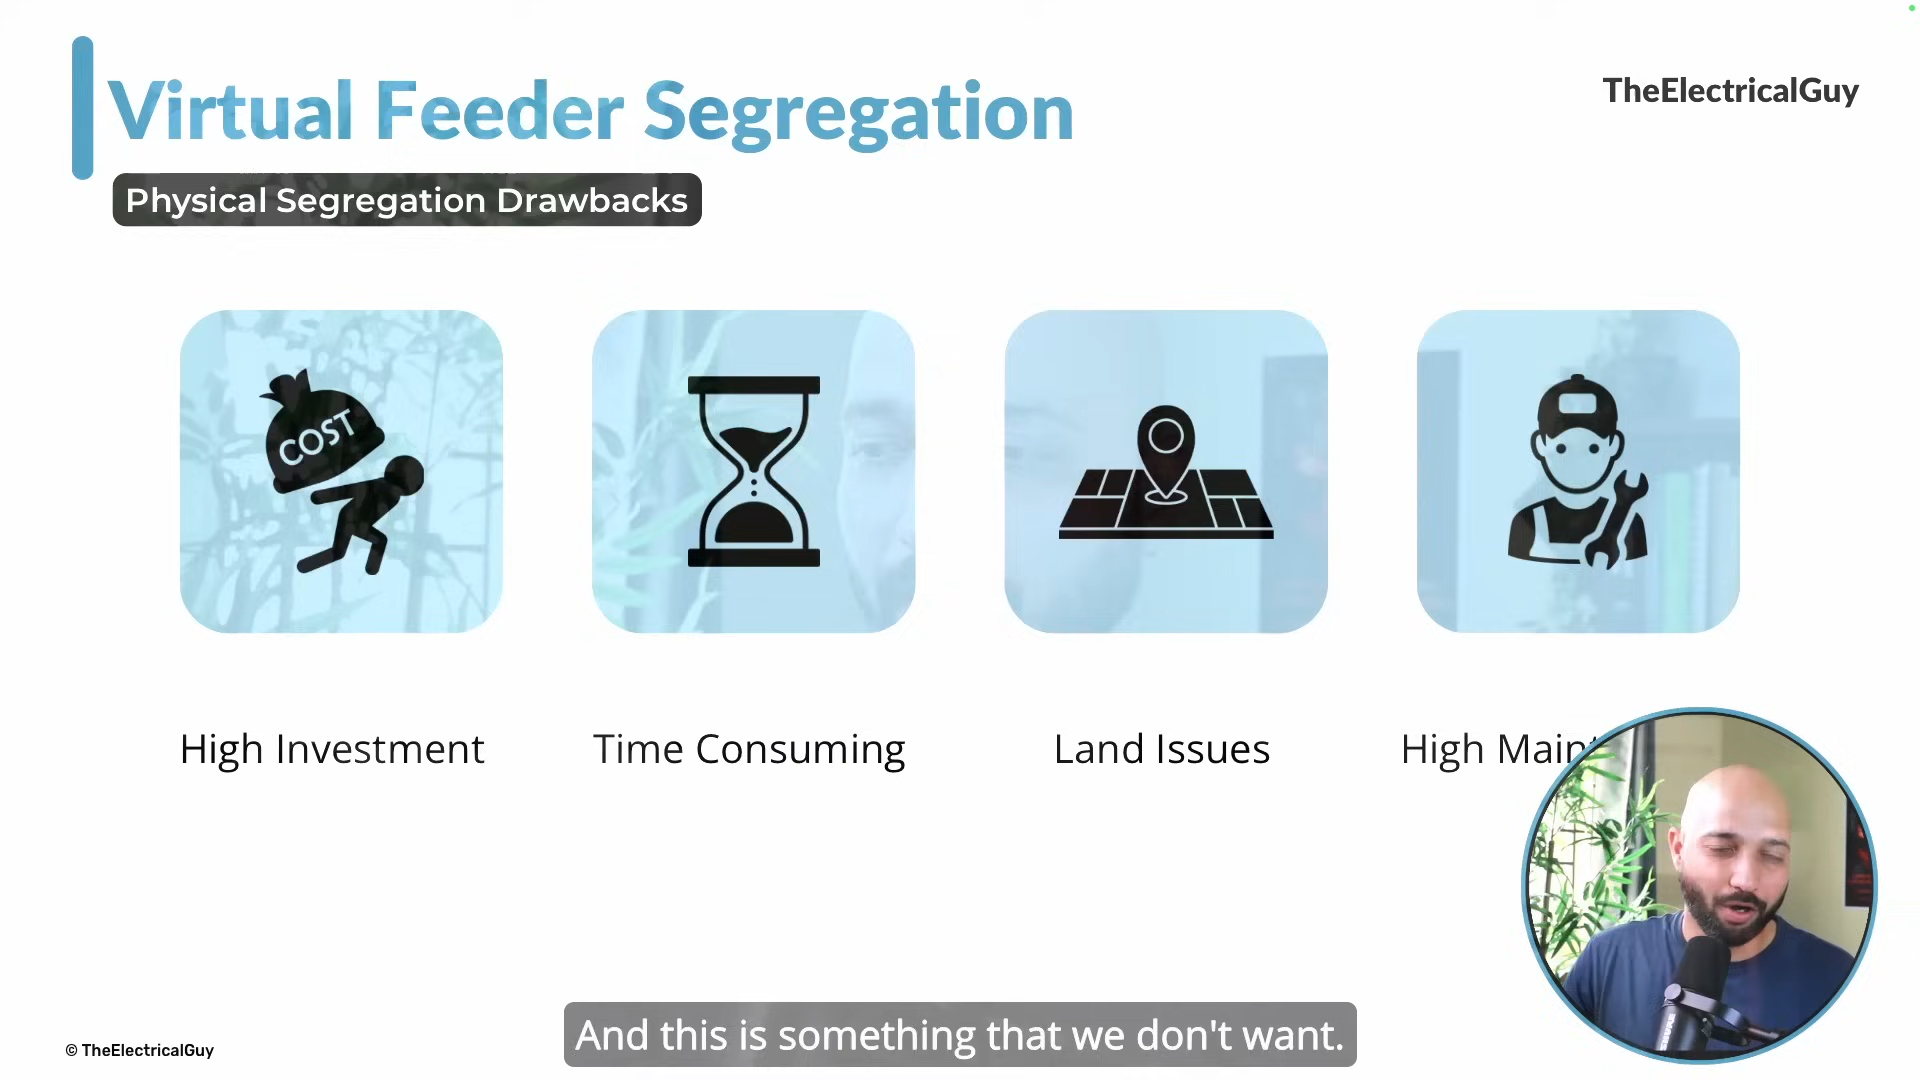 Virtual Feeder Segregation
TheElectricalGuy
Physical Segregation Drawbacks
COST
High Investment
Time Consuming
Land Issues
High
And this is something that we don't want.
© TheElectricalGuy